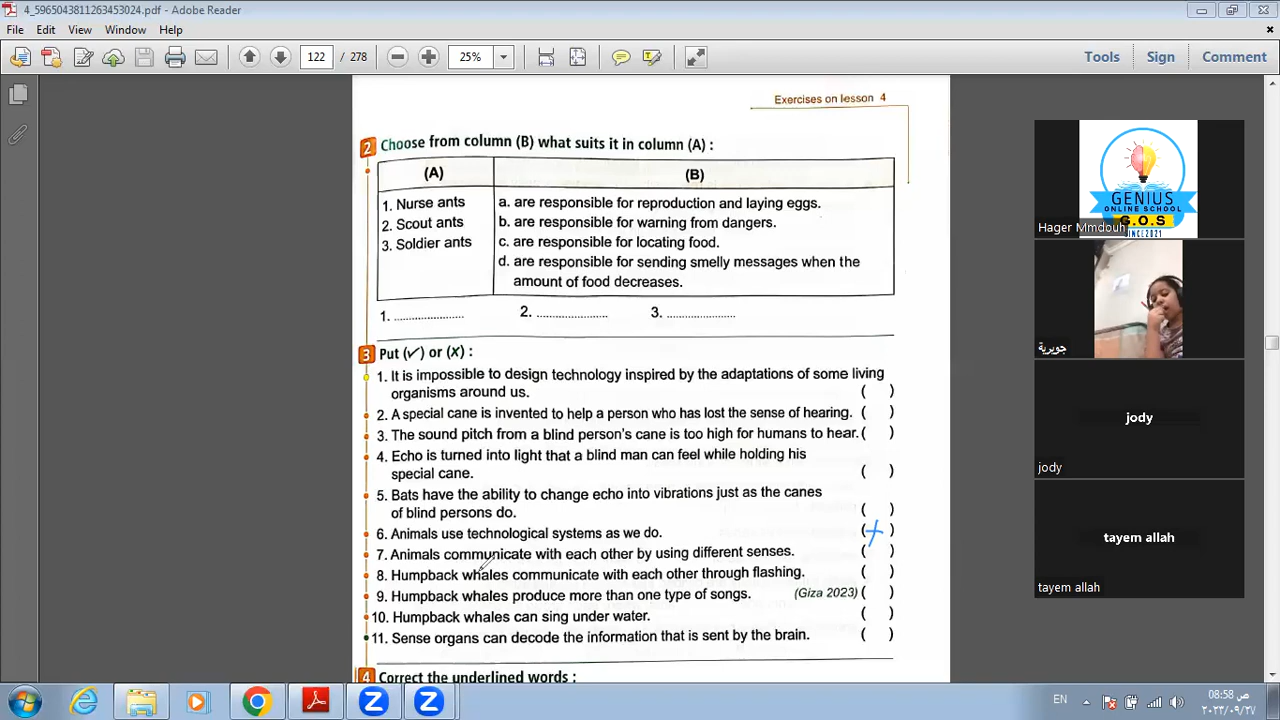 4_5965043811263453024.pdf - Adobe Reader
File Edit View Window Help
122 / 278 25% Tools Sign Comment
Exercises on lesson 4
2 Choose from column (B) what suits it in column (A) :
(A) (B)
1. Nurse ants a. are responsible for reproduction and laying eggs.
2. Scout ants b. are responsible for warning from dangers.
3. Soldier ants c. are responsible for locating food.
d. are responsible for sending smelly messages when the
amount of food decreases.
1. .................... 2. .................... 3. ....................
3 Put (✓) or (x) :
1. It is impossible to design technology inspired by the adaptations of some living
organisms around us. ( )
2. A special cane is invented to help a person who has lost the sense of hearing. ( )
3. The sound pitch from a blind person's cane is too high for humans to hear. ( )
4. Echo is turned into light that a blind man can feel while holding his
special cane. ( )
5. Bats have the ability to change echo into vibrations just as the canes
of blind persons do. ( )
6. Animals use technological systems as we do. ( )
7. Animals communicate with each other by using different senses. ( )
8. Humpback whales communicate with each other through flashing. ( )
9. Humpback whales produce more than one type of songs. (Giza 2023) ( )
10. Humpback whales can sing under water. ( )
11. Sense organs can decode the information that is sent by the brain. ( )
4 Correct the underlined words :
GENIUS
ONLINE SCHOOL
G.O.S
SINCE 2021
Hager Mmdouh
جويرية
jody
jody
tayem allah
tayem allah
EN
08:58 ص
٢٠٢٣/٠٩/٢٧